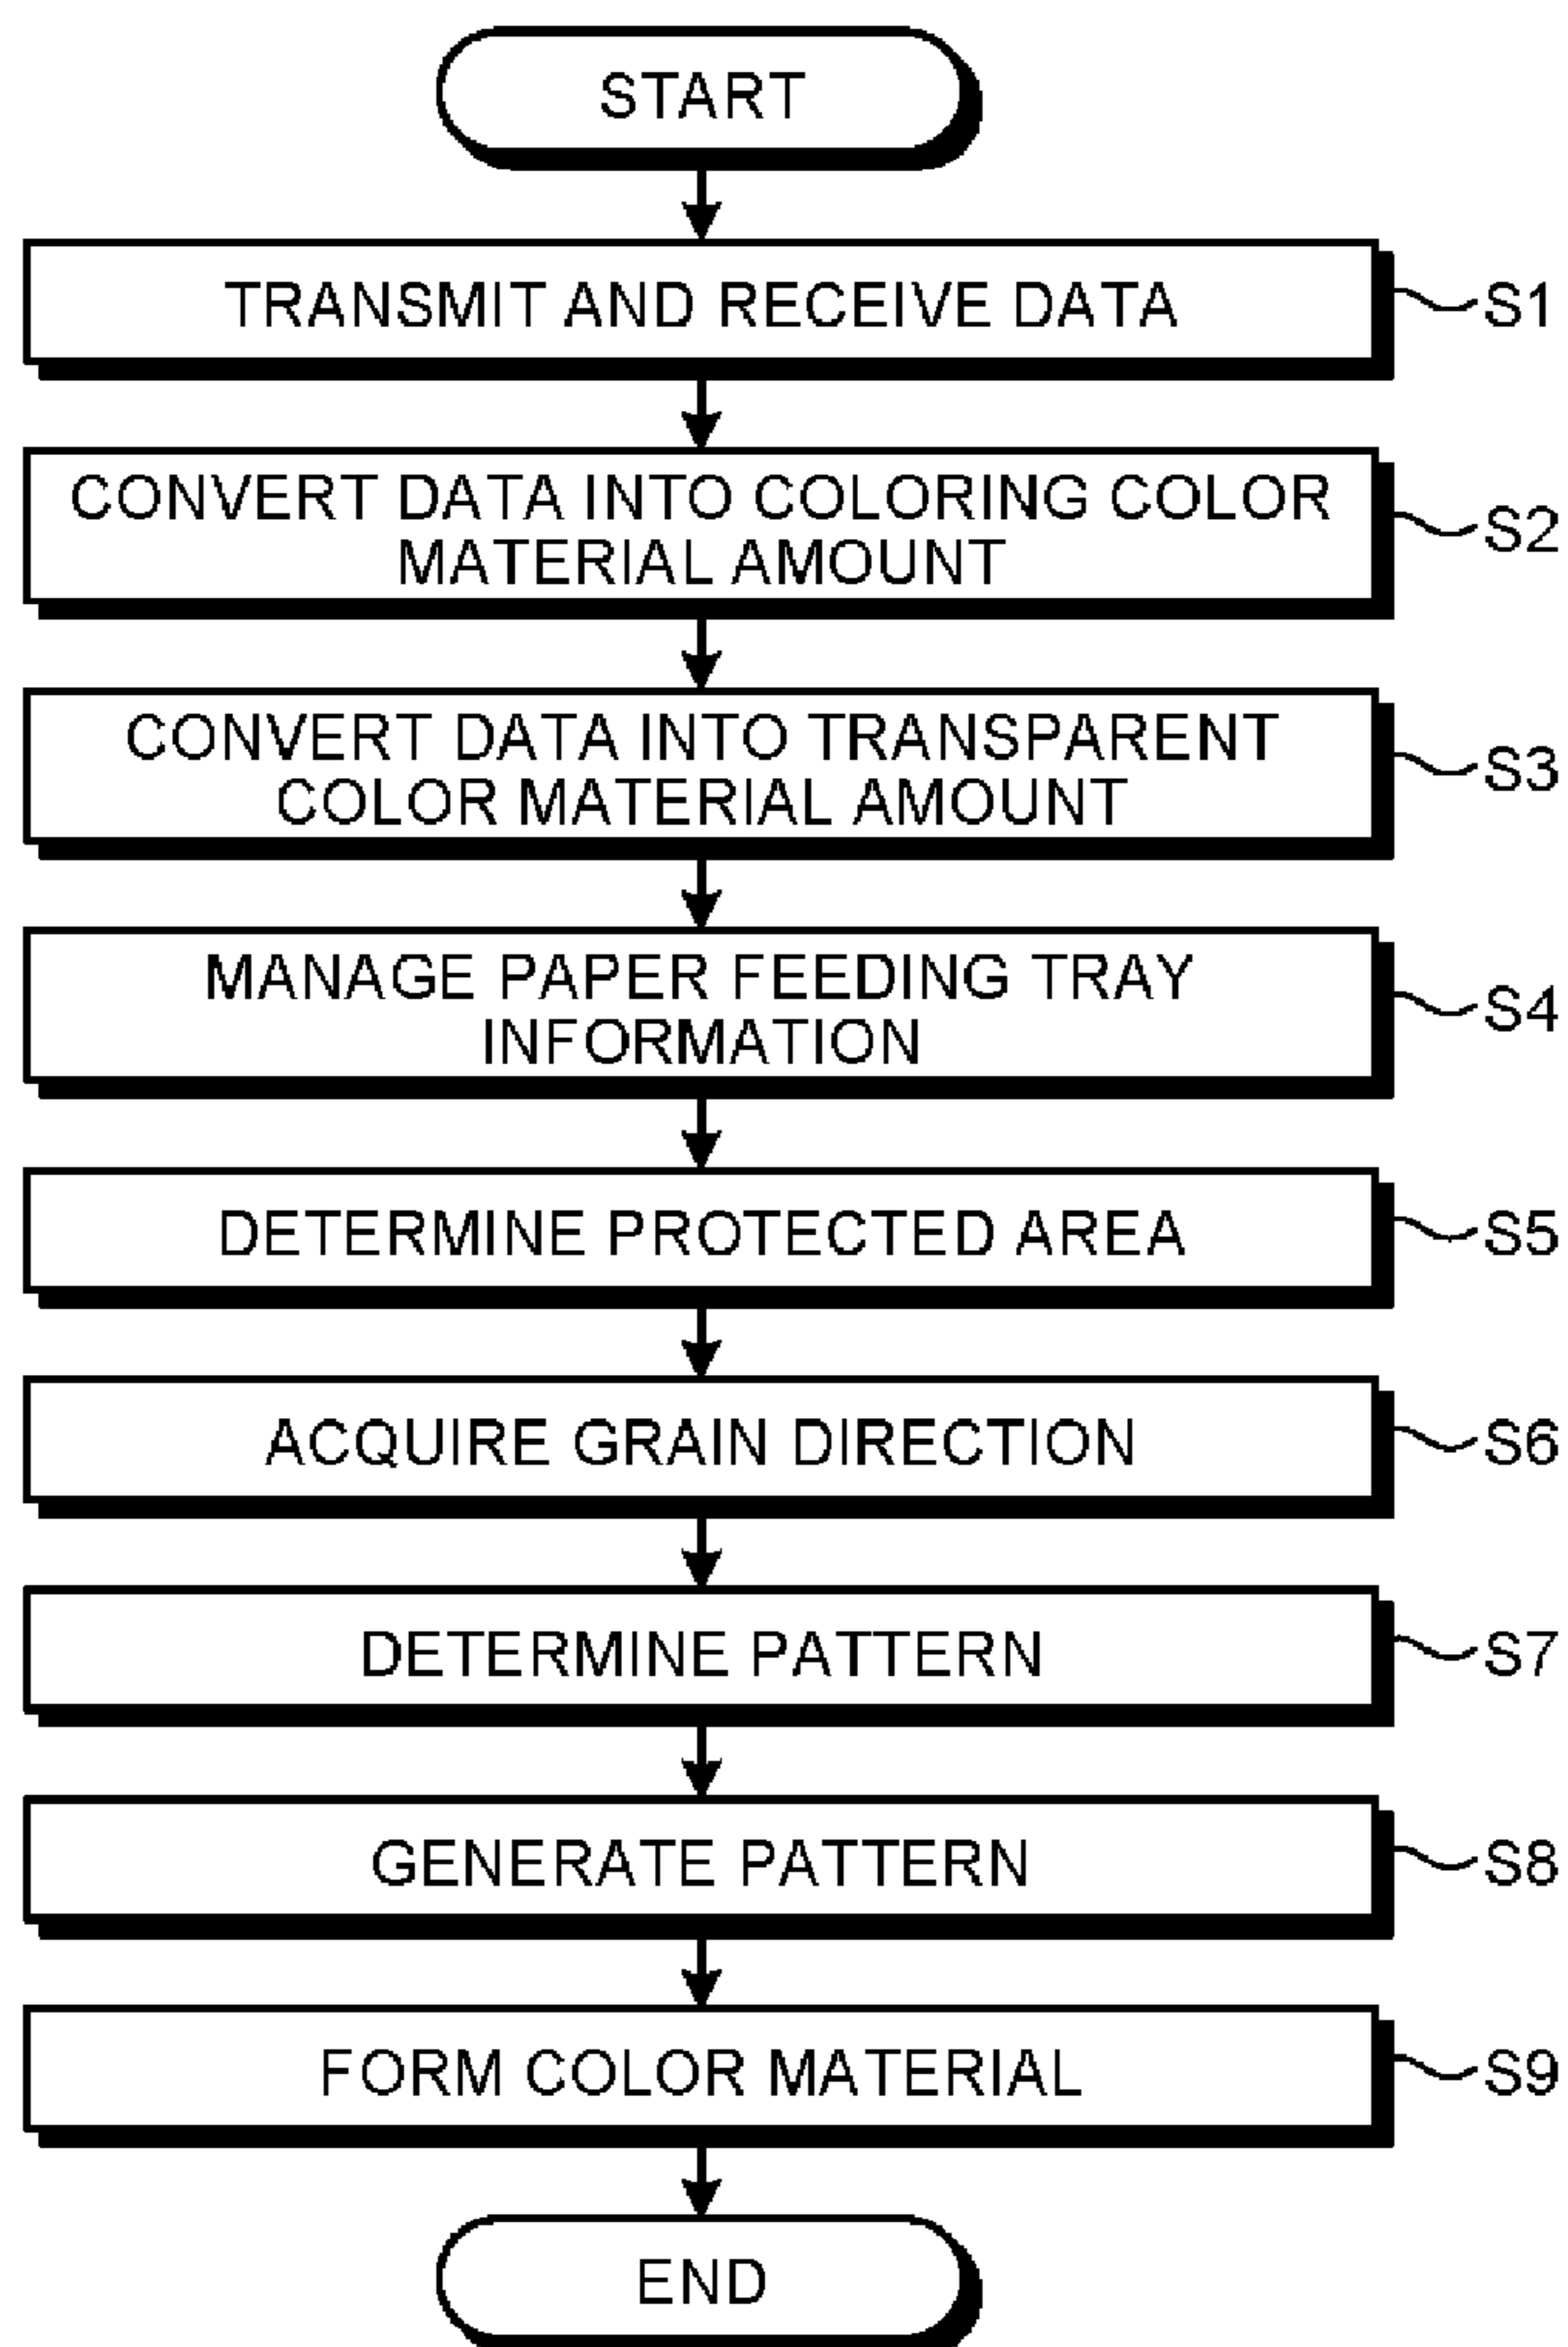 START
TRANSMIT AND RECEIVE DATA
S1
CONVERT DATA INTO COLORING COLOR
MATERIAL AMOUNT
S2
CONVERT DATA INTO TRANSPARENT
COLOR MATERIAL AMOUNT
S3
MANAGE PAPER FEEDING TRAY
INFORMATION
S4
DETERMINE PROTECTED AREA
S5
ACQUIRE GRAIN DIRECTION
S6
DETERMINE PATTERN
S7
GENERATE PATTERN
S8
FORM COLOR MATERIAL
S9
END